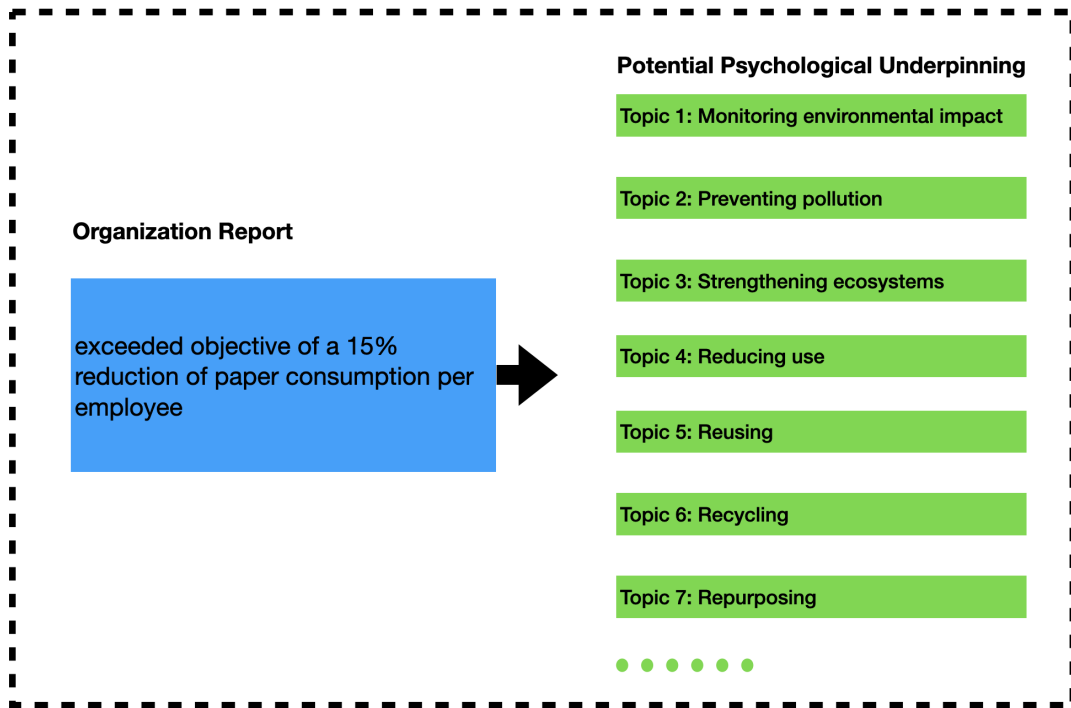 Potential Psychological Underpinning
Topic 1: Monitoring environmental impact
Topic 2: Preventing pollution
Organization Report
Topic 3: Strengthening ecosystems
exceeded objective of a 15%
reduction of paper consumption per
employee
Topic 4: Reducing use
Topic 5: Reusing
Topic 6: Recycling
Topic 7: Repurposing